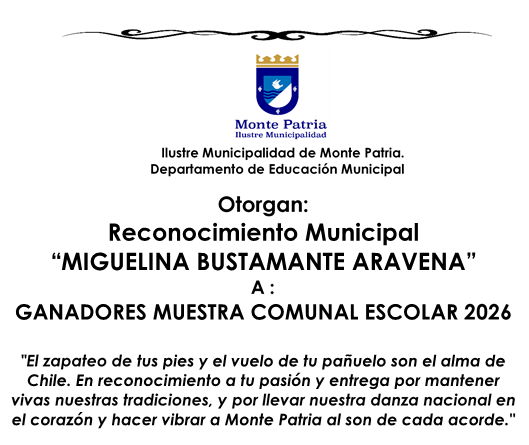 Monte Patria
Ilustre Municipalidad
Ilustre Municipalidad de Monte Patria.
Departamento de Educación Municipal
Otorgan:
Reconocimiento Municipal
“MIGUELINA BUSTAMANTE ARAVENA”
A :
GANADORES MUESTRA COMUNAL ESCOLAR 2026
"El zapateo de tus pies y el vuelo de tu pañuelo son el alma de
Chile. En reconocimiento a tu pasión y entrega por mantener
vivas nuestras tradiciones, y por llevar nuestra danza nacional en
el corazón y hacer vibrar a Monte Patria al son de cada acorde."